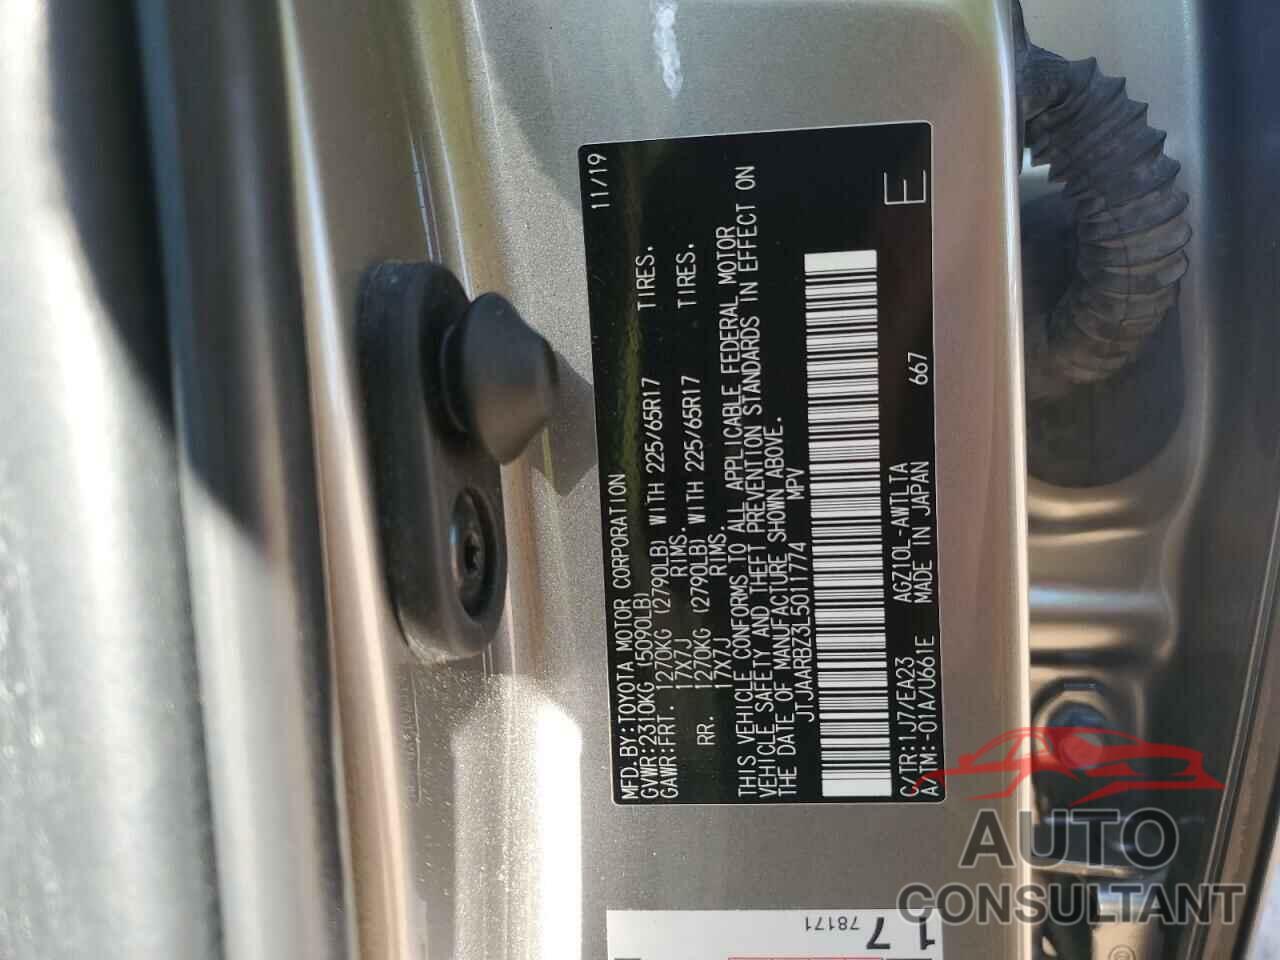 MFD.BY:TOYOTA MOTOR CORPORATION 11/19
GVWR:2310KG (5090LB)
GAWR:FRT. 1270KG (2790LB) WITH 225/65R17 TIRES.
17X7J RIMS.
RR. 1270KG (2790LB) WITH 225/65R17 TIRES.
17X7J RIMS.
THIS VEHICLE CONFORMS TO ALL APPLICABLE FEDERAL MOTOR
VEHICLE SAFETY AND THEFT PREVENTION STANDARDS IN EFFECT ON
THE DATE OF MANUFACTURE SHOWN ABOVE.
JTJAARBZ3L5011774 MPV
C/TR:1J7/EA23 AGZ10L-AWTLTA 667 E
A/TM:-01A/U661E MADE IN JAPAN
78171
17
AUTO
CONSULTANT